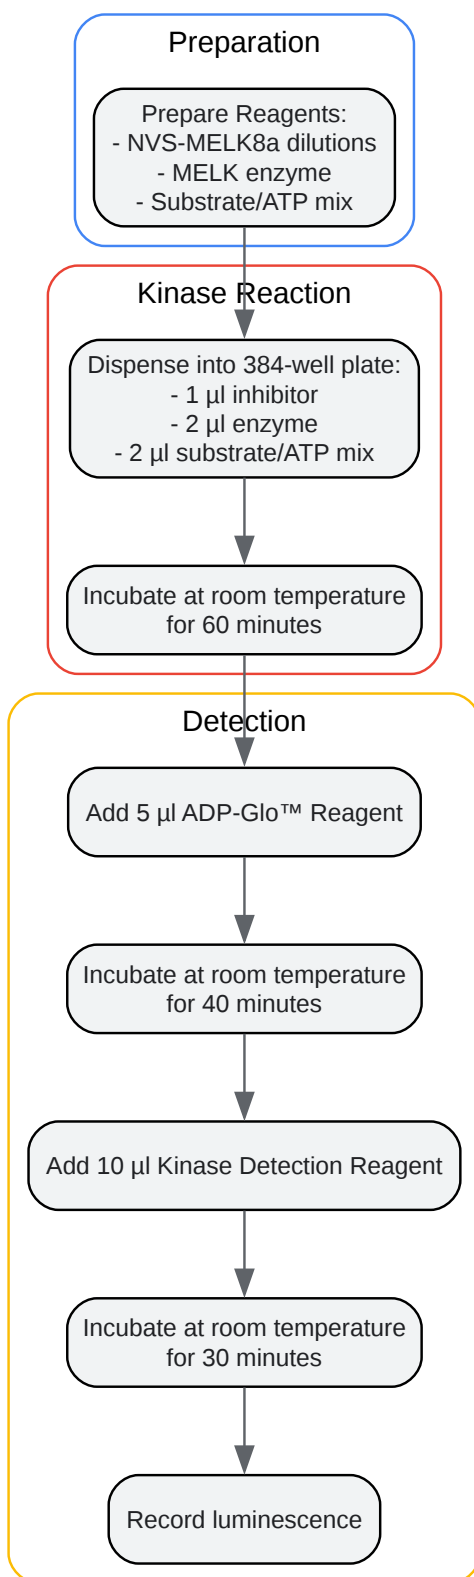 Preparation
Prepare Reagents:
- NVS-MELK8a dilutions
- MELK enzyme
- Substrate/ATP mix
Kinase Reaction
Dispense into 384-well plate:
- 1 µl inhibitor
- 2 µl enzyme
- 2 µl substrate/ATP mix
Incubate at room temperature
for 60 minutes
Detection
Add 5 µl ADP-Glo™ Reagent
Incubate at room temperature
for 40 minutes
Add 10 µl Kinase Detection Reagent
Incubate at room temperature
for 30 minutes
Record luminescence